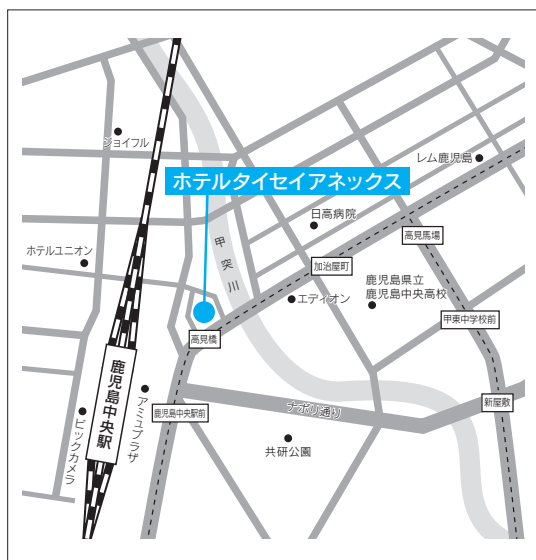 ジョイフル
レム鹿児島
ホテルタイセイアネックス
日高病院
高見馬場
甲突川
ホテルユニオン
加治屋町
エディオン
鹿児島県立
鹿児島中央高校
甲東中学校前
高見橋
鹿児島中央駅
アミュプラザ
ビックカメラ
鹿児島中央駅前
ナポリ通り
新屋敷
共研公園